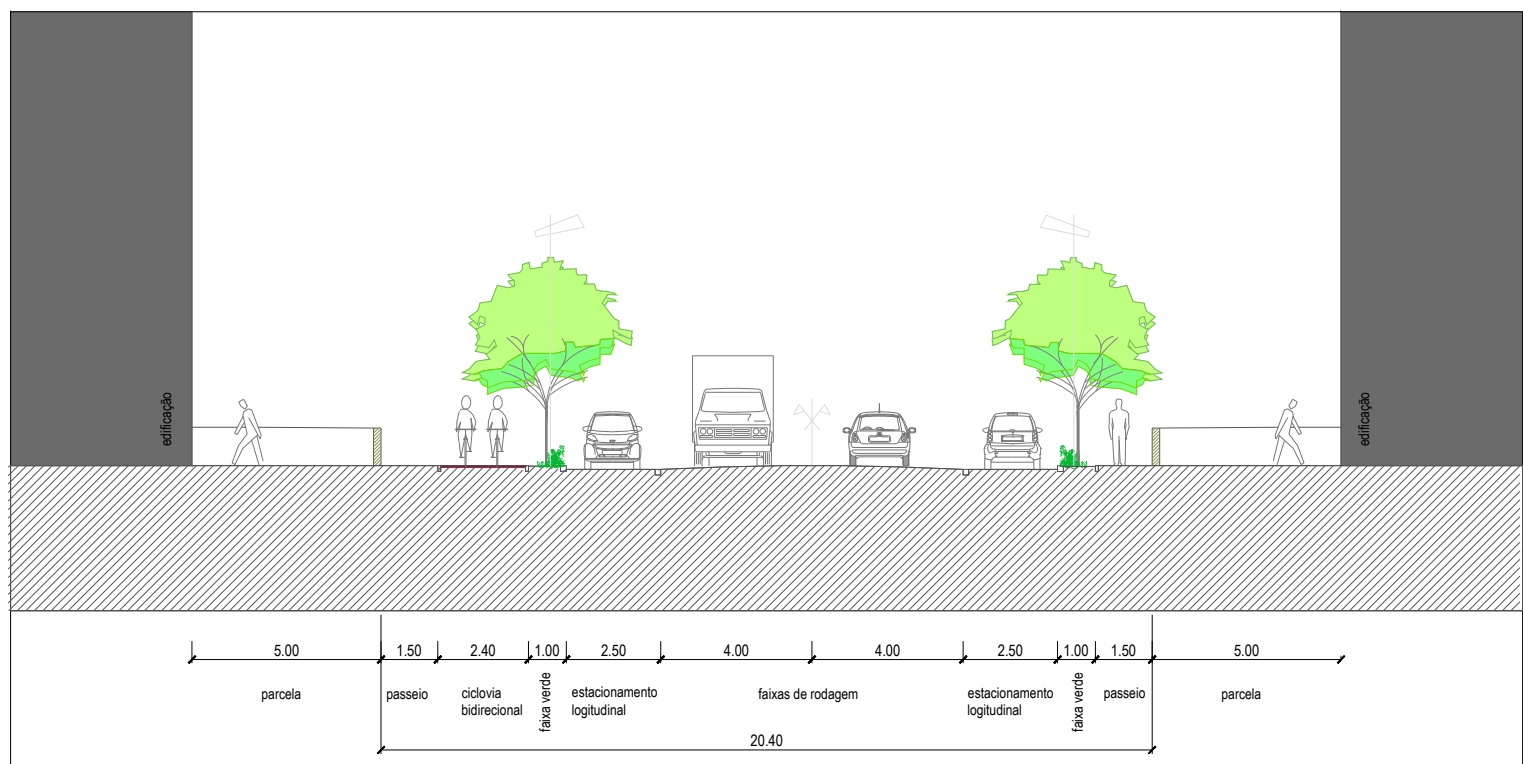 edificação
edificação
5.00
1.50
2.40
1.00
2.50
4.00
4.00
2.50
1.00
1.50
5.00
parcela
passeio
ciclovia
bidirecional
faixa verde
estacionamento
logitudinal
faixas de rodagem
estacionamento
logitudinal
faixa verde
passeio
parcela
20.40